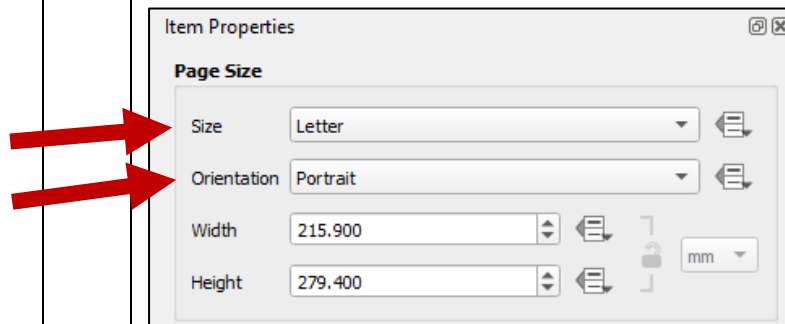 Item Properties
Page Size
Size Letter
Orientation Portrait
Width 215.900
mm
Height 279.400